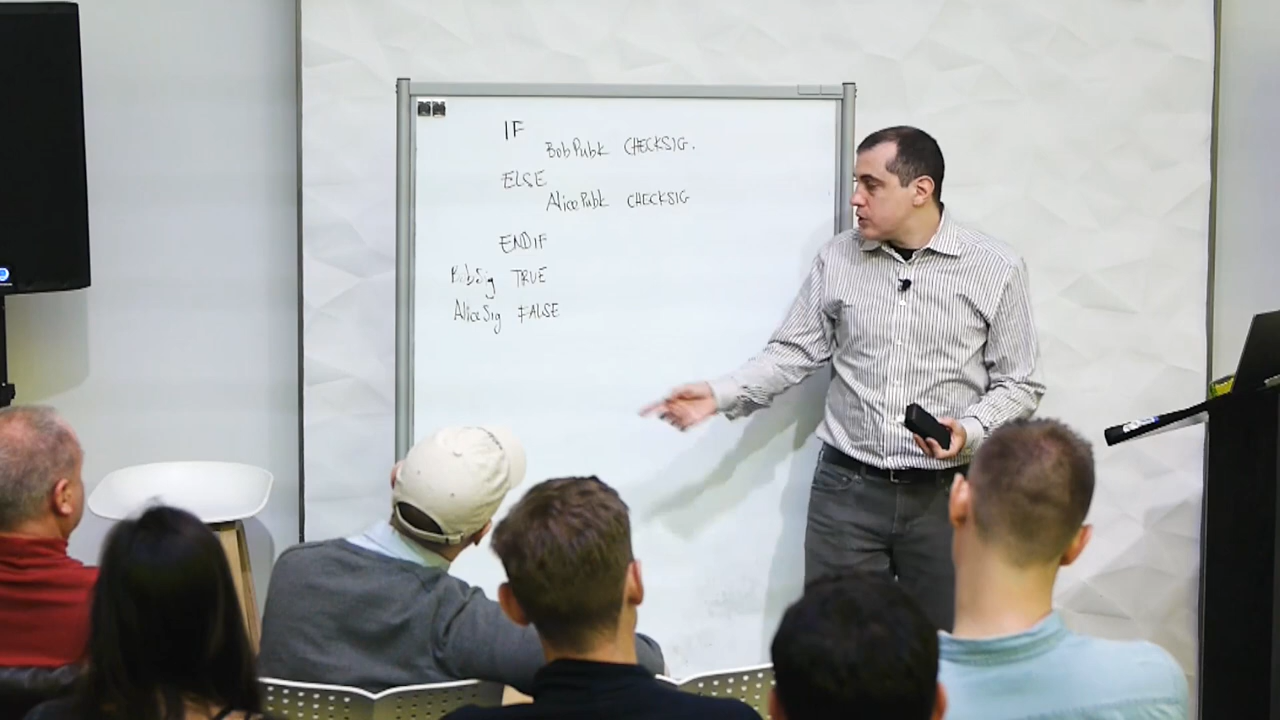 IF
BobPubk CHECKSIG.
ELSE
AlicePubk CHECKSIG
ENDIF
BobSig TRUE
AliceSig FALSE